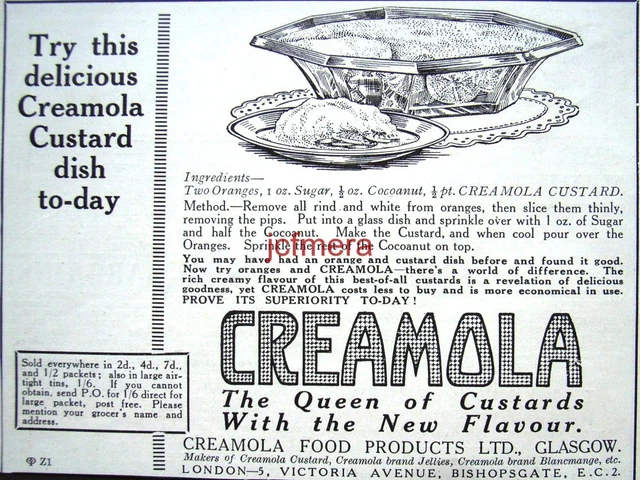 Try this
delicious
Creamola
Custard
dish
to-day
Ingredients—
Two Oranges, 1 oz. Sugar, ½ oz. Cocoanut, ½ pt. CREAMOLA CUSTARD.
Method.—Remove all rind and white from oranges, then slice them thinly,
removing the pips. Put into a glass dish and sprinkle over with 1 oz. of Sugar
and half the Cocoanut. Make the Custard, and when cool pour over the
Oranges. Sprinkle the rest of the Cocoanut on top.
jofmera
You may have had an orange and custard dish before and found it good.
Now try oranges and CREAMOLA—there's a world of difference. The
rich creamy flavour of this best-of-all custards is a revelation of delicious
goodness, yet CREAMOLA costs less to buy and is more economical in use.
PROVE ITS SUPERIORITY TO-DAY!
CREAMOLA
The Queen of Custards
With the New Flavour.
Sold everywhere in 2d., 4d., 7d.,
and 1/2 packets; also in large air-
tight tins, 1/6. If you cannot
obtain, send P.O. for 1/6 direct for
large packet, post free. Please
mention your grocer's name and
address.
CREAMOLA FOOD PRODUCTS LTD., GLASGOW.
Makers of Creamola Custard, Creamola brand Jellies, Creamola brand Blancmange, etc.
LONDON—5, VICTORIA AVENUE, BISHOPSGATE, E.C.2.
Z1